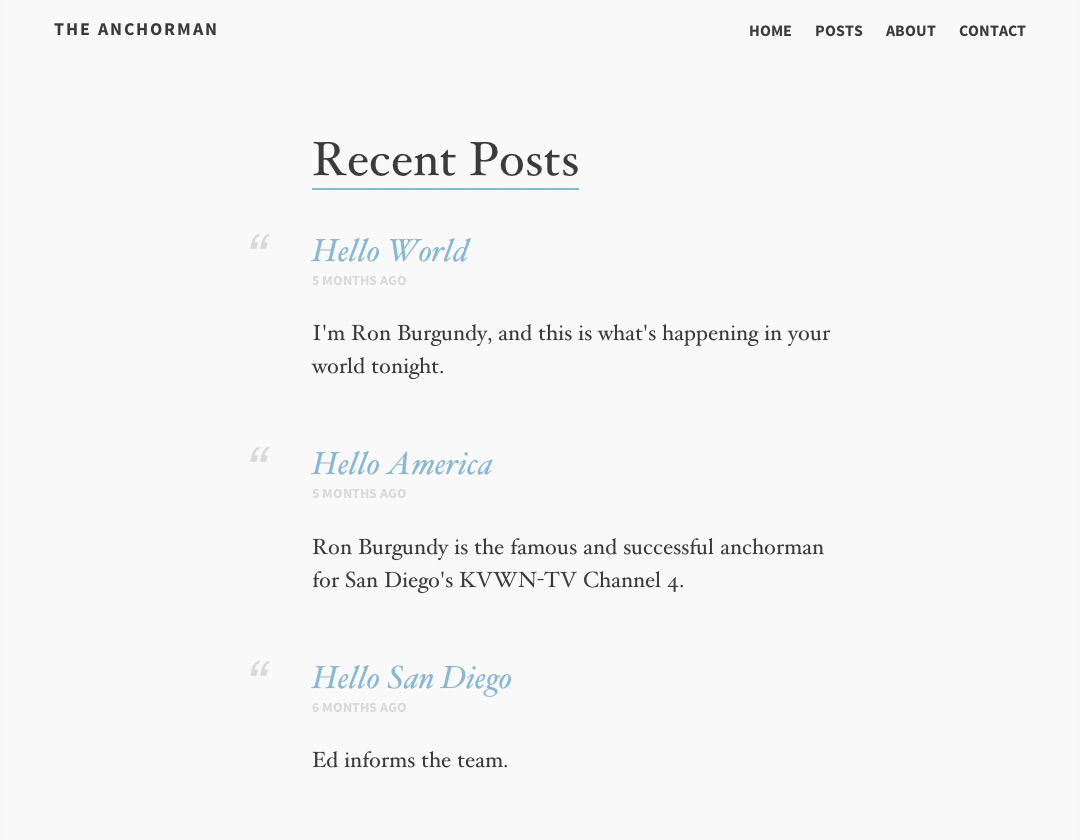 THE ANCHORMAN
HOME POSTS ABOUT CONTACT
Recent Posts
“
Hello World
5 MONTHS AGO
I'm Ron Burgundy, and this is what's happening in your
world tonight.
“
Hello America
5 MONTHS AGO
Ron Burgundy is the famous and successful anchorman
for San Diego's KVWN-TV Channel 4.
“
Hello San Diego
6 MONTHS AGO
Ed informs the team.